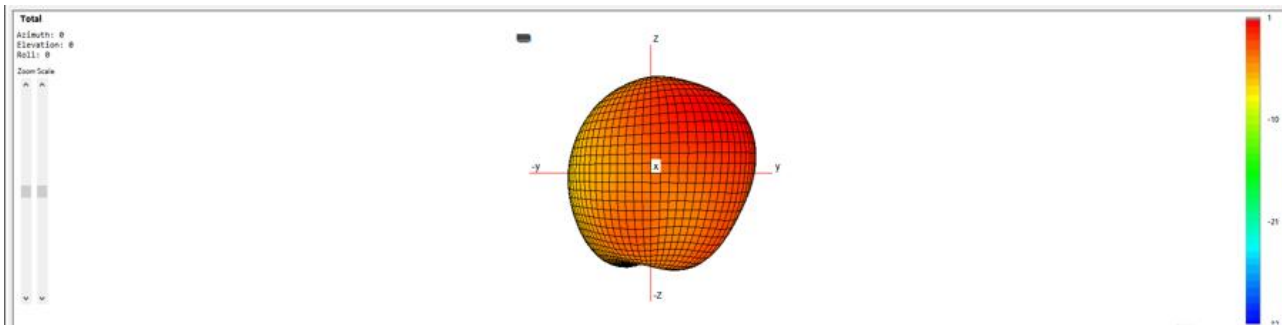 Total
Azimuth: 0
Elevation: 0
Roll: 0
Zoom Scale
z
-y
x
y
-z
1
-10
-21